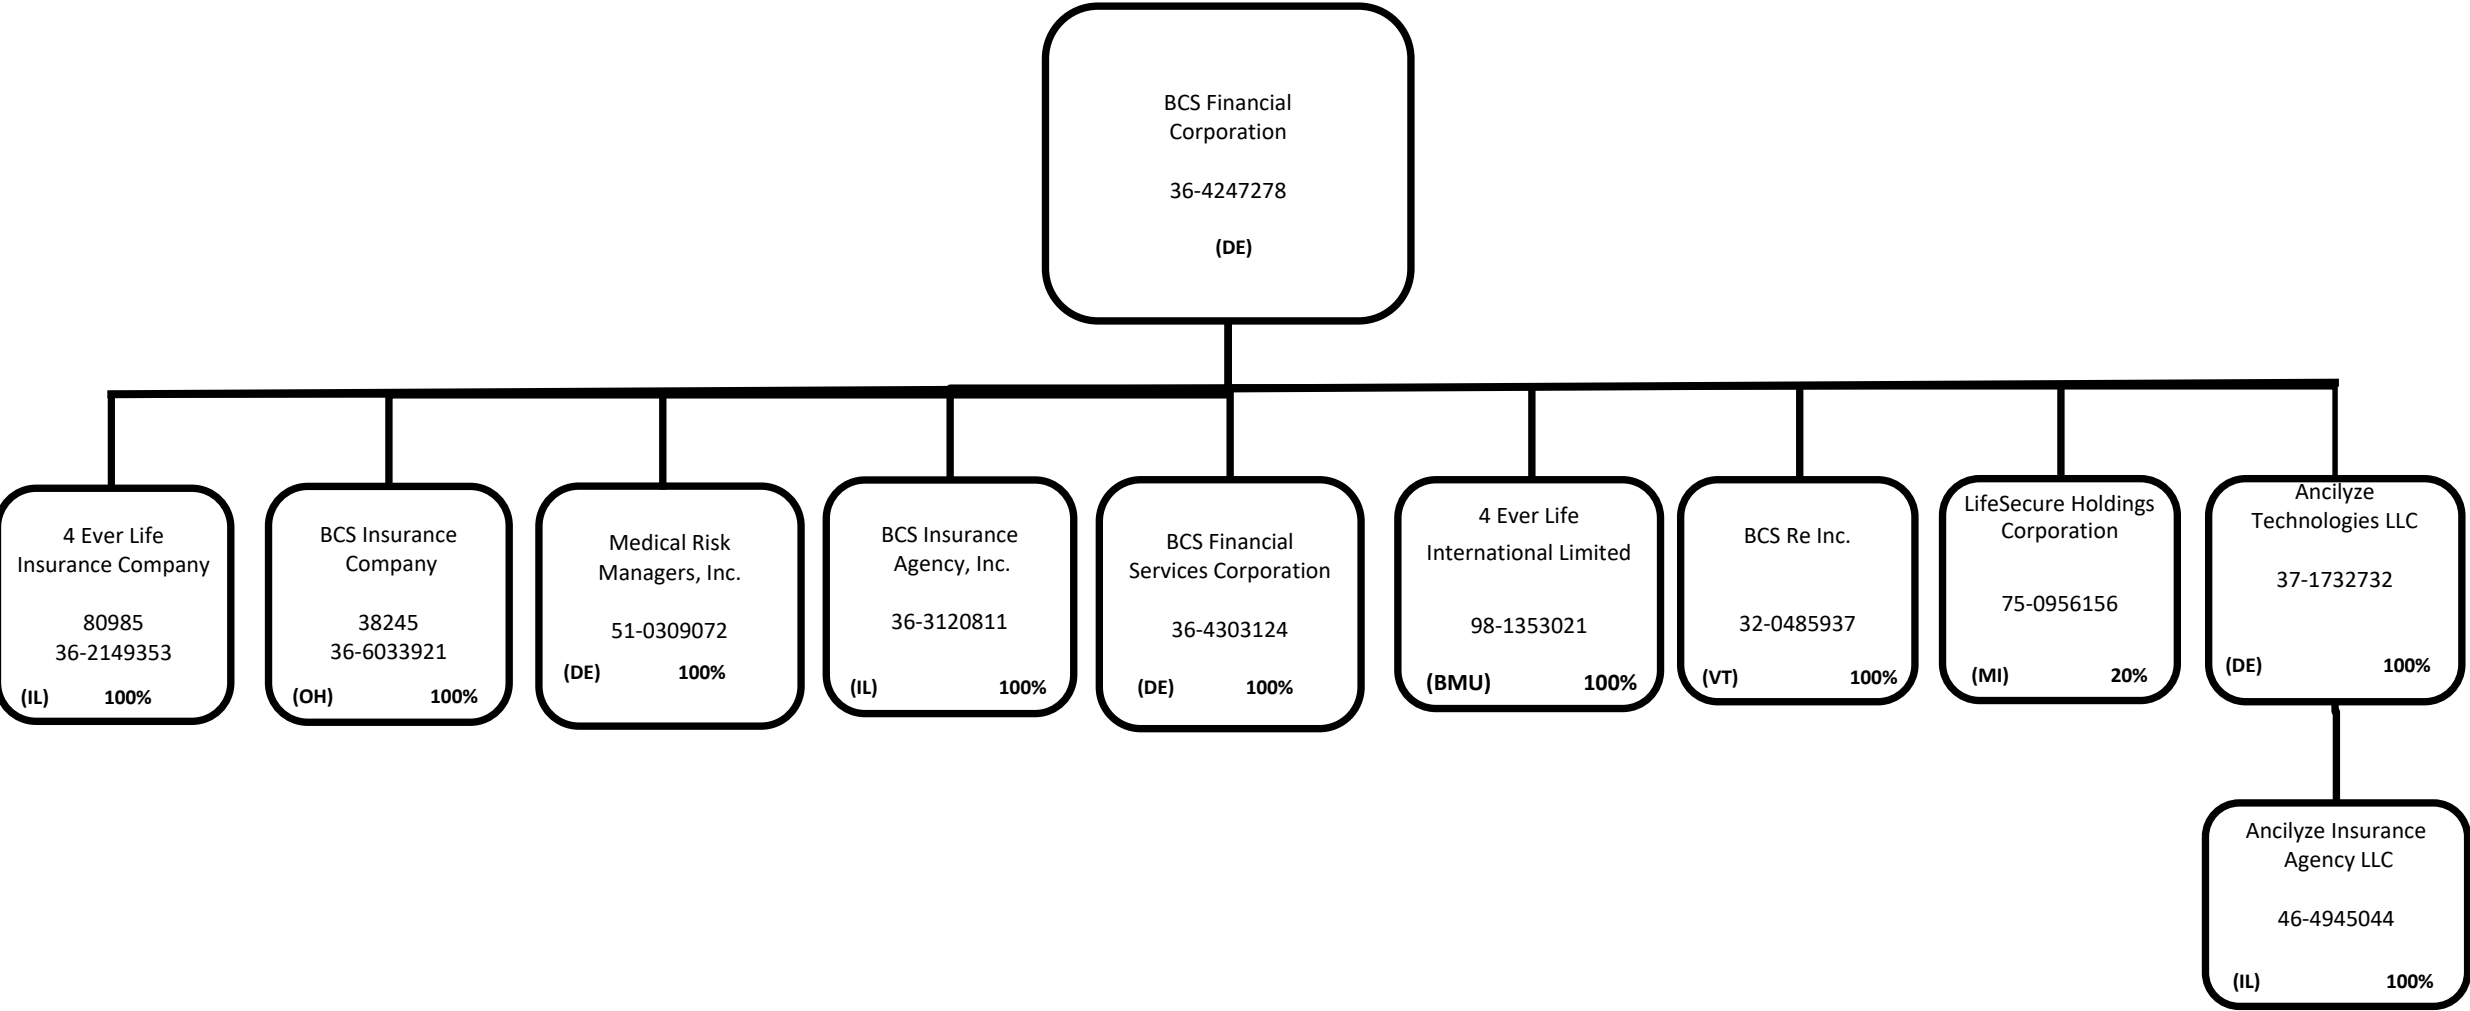 BCS Financial
Corporation
36-4247278
(DE)
4 Ever Life
Insurance Company
80985
36-2149353
(IL) 100%
BCS Insurance
Company
38245
36-6033921
(OH) 100%
Medical Risk
Managers, Inc.
51-0309072
(DE) 100%
BCS Insurance
Agency, Inc.
36-3120811
(IL) 100%
BCS Financial
Services Corporation
36-4303124
(DE) 100%
4 Ever Life
International Limited
98-1353021
(BMU) 100%
BCS Re Inc.
32-0485937
(VT) 100%
LifeSecure Holdings
Corporation
75-0956156
(MI) 20%
Ancilyze
Technologies LLC
37-1732732
(DE) 100%
Ancilyze Insurance
Agency LLC
46-4945044
(IL) 100%